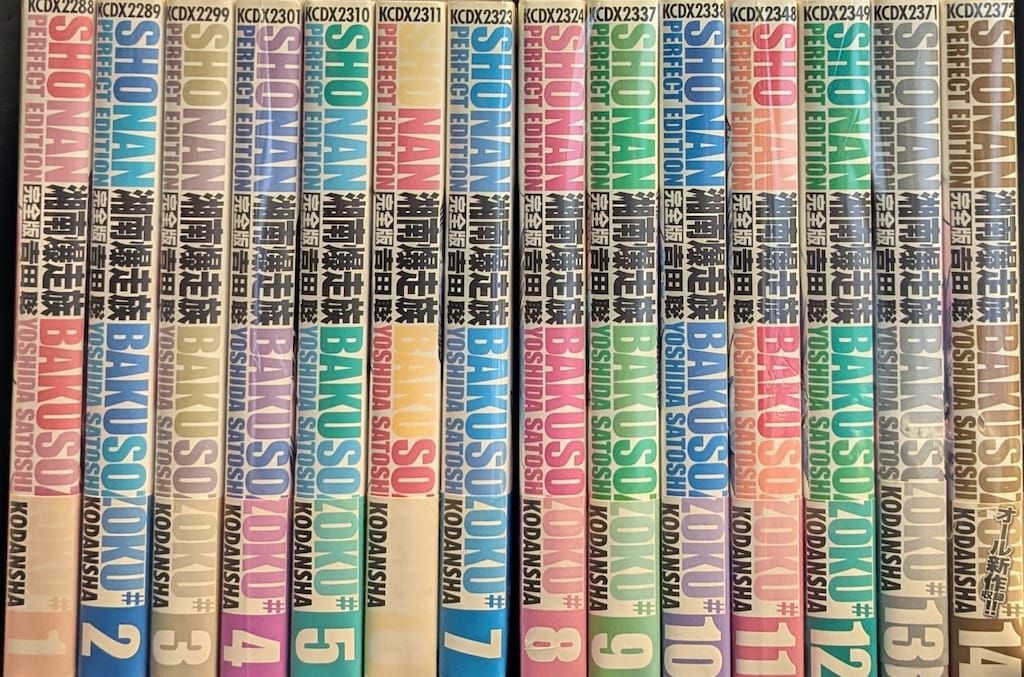 KCDX2288
SHONAN
PERFECT EDITION
湘南爆走族
完全版 吉田 聡
BAKUSO
YOSHIDA SATOSHI
KODANSHA
1
KCDX2289
SHONAN
PERFECT EDITION
湘南爆走族
完全版 吉田 聡
BAKUSOZOKU#
YOSHIDA SATOSHI
KODANSHA
2
KCDX2299
SHONAN
PERFECT EDITION
湘南爆走族
完全版 吉田 聡
BAKUSOZOKU#
YOSHIDA SATOSHI
KODANSHA
3
KCDX2301
SHONAN
PERFECT EDITION
湘南爆走族
完全版 吉田 聡
BAKUSOZOKU#
YOSHIDA SATOSHI
KODANSHA
4
KCDX2310
SHONAN
PERFECT EDITION
湘南爆走族
完全版 吉田 聡
BAKUSOZOKU#
YOSHIDA SATOSHI
KODANSHA
5
KCDX2311
SHONAN
PERFECT EDITION
湘南爆走族
完全版 吉田 聡
BAKUSO
YOSHIDA SATOSHI
KODANSHA
KCDX2323
SHONAN
PERFECT EDITION
湘南爆走族
完全版 吉田 聡
BAKUSOZOKU#
YOSHIDA SATOSHI
KODANSHA
7
KCDX2324
SHONAN
PERFECT EDITION
湘南爆走族
完全版 吉田 聡
BAKUSOZOKU#
YOSHIDA SATOSHI
KODANSHA
8
KCDX2337
SHONAN
PERFECT EDITION
湘南爆走族
完全版 吉田 聡
BAKUSOZOKU#
YOSHIDA SATOSHI
KODANSHA
9
KCDX2338
SHONAN
PERFECT EDITION
湘南爆走族
完全版 吉田 聡
BAKUSOZOKU#
YOSHIDA SATOSHI
KODANSHA
10
KCDX2348
SHONAN
PERFECT EDITION
湘南爆走族
完全版 吉田 聡
BAKUSOZOKU#
YOSHIDA SATOSHI
KODANSHA
11
KCDX2349
SHONAN
PERFECT EDITION
湘南爆走族
完全版 吉田 聡
BAKUSOZOKU#
YOSHIDA SATOSHI
KODANSHA
12
KCDX2371
SHONAN
PERFECT EDITION
湘南爆走族
完全版 吉田 聡
BAKUSOZOKU#
YOSHIDA SATOSHI
KODANSHA
13
KCDX2372
SHONAN
PERFECT EDITION
湘南爆走族
完全版 吉田 聡
BAKUSO
YOSHIDA SATOSHI
オール新作収録!!
KODANSHA
14